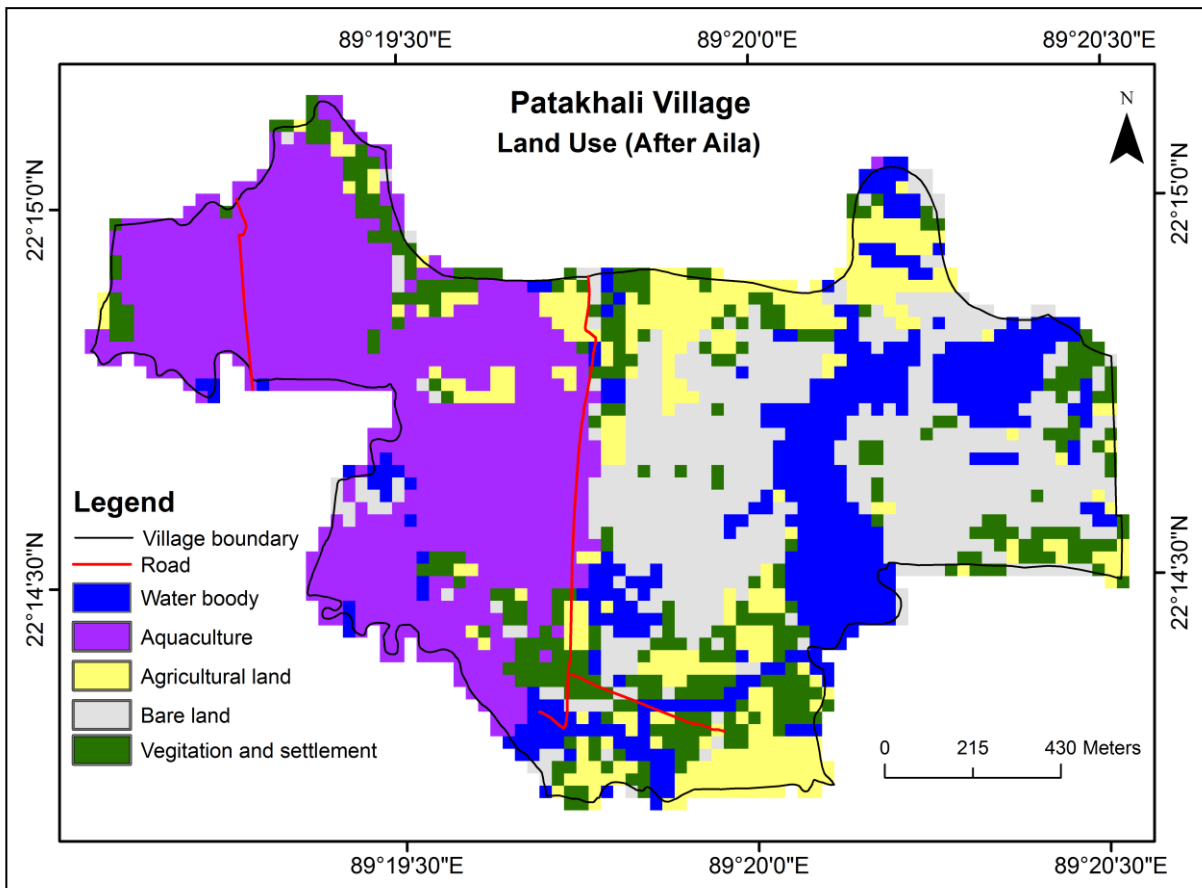 89°19'30"E
89°20'0"E
89°20'30"E
Patakhali Village
Land Use (After Aila)
N
22°15'0"N
22°15'0"N
Legend
Village boundary
Road
Water boody
Aquaculture
Agricultural land
Bare land
Vegitation and settlement
22°14'30"N
22°14'30"N
0 215 430 Meters
89°19'30"E
89°20'0"E
89°20'30"E